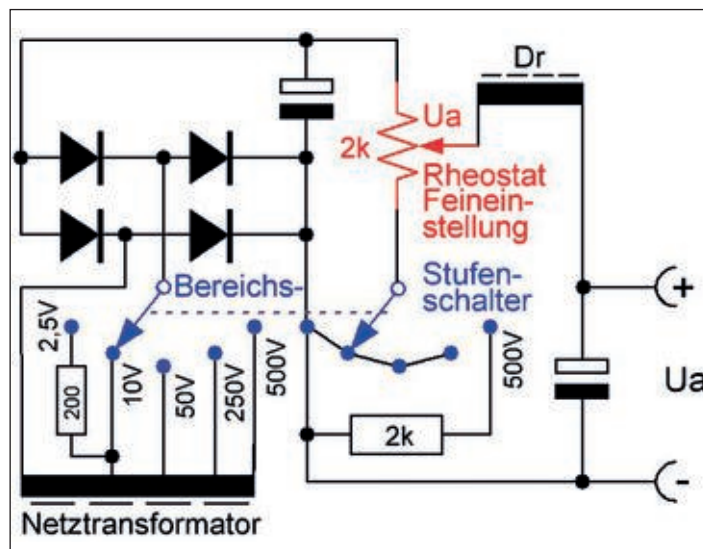 Dr
Ua
2k
Rheostat
Feinein-
stellung
Bereichs-
Stufen-
schalter
2,5V
200
10V
50V
250V
500V
500V
2k
+
Ua
-
Netztransformator